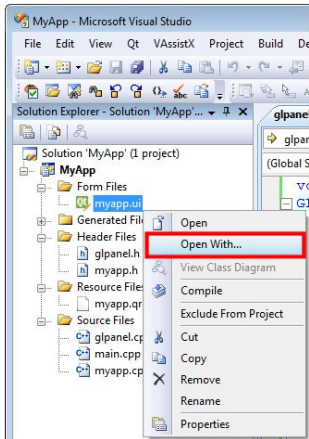 MyApp - Microsoft Visual Studio
File Edit View Qt VAssistX Project Build
Solution Explorer - Solution 'MyApp'...
glpanel
glpan
Solution 'MyApp' (1 project)
(Global S
MyApp
Form Files
myapp.ui
Generated Fil
Open
Header Files
Open With...
glpanel.h
myapp.h
View Class Diagram
Resource Files
Compile
myapp.qr
Exclude From Project
Source Files
glpanel.cp
Cut
main.cpp
Copy
myapp.cp
Remove
Rename
Properties